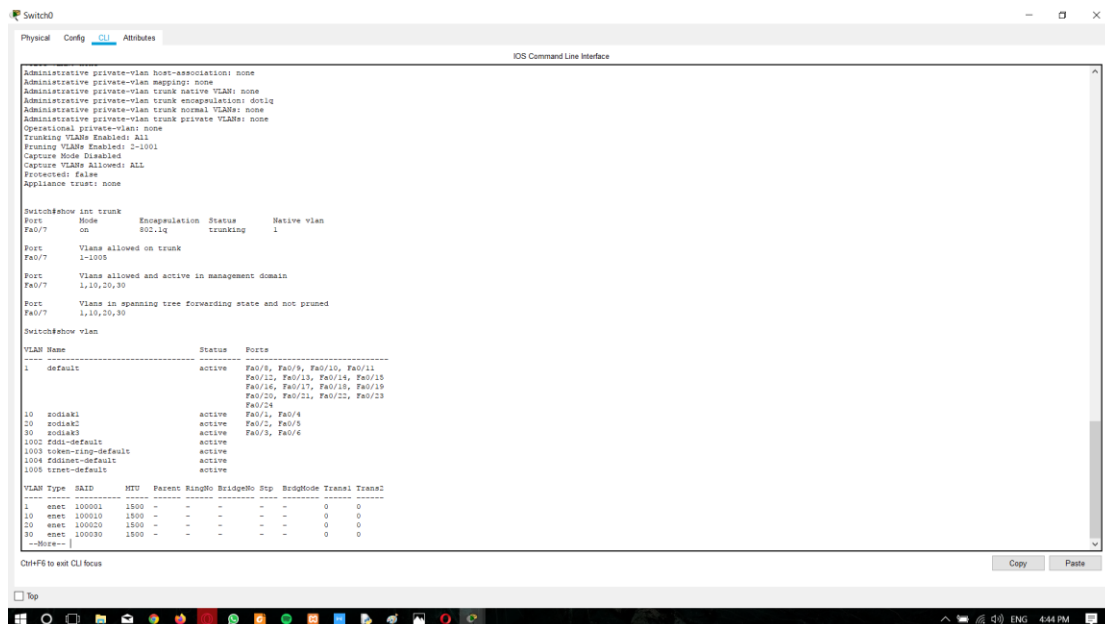 Switch0
Physical Config CLI Attributes
IOS Command Line Interface
Administrative private-vlan host-association: none
Administrative private-vlan mapping: none
Administrative private-vlan trunk native VLAN: none
Administrative private-vlan trunk encapsulation: dot1q
Administrative private-vlan trunk normal VLANs: none
Administrative private-vlan trunk private VLANs: none
Operational private-vlan: none
Trunking VLANs Enabled: All
Pruning VLANs Enabled: 2-1001
Capture Mode Disabled
Capture VLANs Allowed: ALL
Protected: false
Appliance trust: none
Switch#show int trunk
Port Mode Encapsulation Status Native vlan
Fa0/7 on 802.1q trunking 1
Port Vlans allowed on trunk
Fa0/7 1-1005
Port Vlans allowed and active in management domain
Fa0/7 1,10,20,30
Port Vlans in spanning tree forwarding state and not pruned
Fa0/7 1,10,20,30
Switch#show vlan
VLAN Name Status Ports
---- -------------------------------- --------- -------------------------------
1 default active Fa0/8, Fa0/9, Fa0/10, Fa0/11
Fa0/12, Fa0/13, Fa0/14, Fa0/15
Fa0/16, Fa0/17, Fa0/18, Fa0/19
Fa0/20, Fa0/21, Fa0/22, Fa0/23
Fa0/24
10 zodiak1 active Fa0/1, Fa0/4
20 zodiak2 active Fa0/2, Fa0/5
30 zodiak3 active Fa0/3, Fa0/6
1002 fddi-default active
1003 token-ring-default active
1004 fddinet-default active
1005 trnet-default active
VLAN Type SAID MTU Parent RingNo BridgeNo Stp BrdgMode Trans1 Trans2
---- ----- ---------- ----- ------ ------ -------- ---- -------- ------ ------
1 enet 100001 1500 - - - - - 0 0
10 enet 100010 1500 - - - - - 0 0
20 enet 100020 1500 - - - - - 0 0
30 enet 100030 1500 - - - - - 0 0
--More--
Ctrl+F6 to exit CLI focus
Copy Paste
Top
ENG 4:44 PM